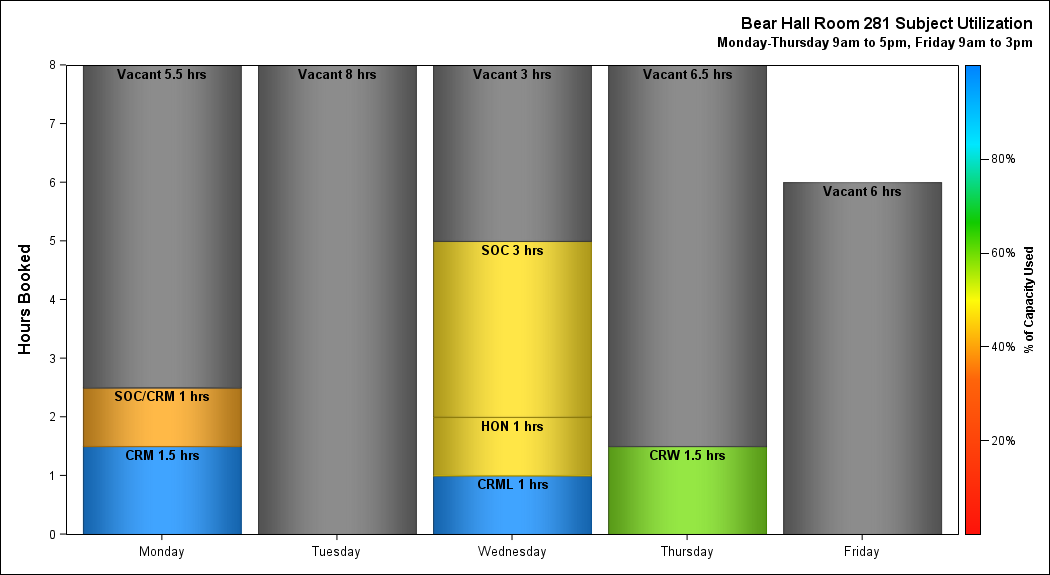 Bear Hall Room 281 Subject Utilization
Monday-Thursday 9am to 5pm, Friday 9am to 3pm
Hours Booked
8
7
6
5
4
3
2
1
0
Vacant 5.5 hrs
SOC/CRM 1 hrs
CRM 1.5 hrs
Vacant 8 hrs
Vacant 3 hrs
SOC 3 hrs
HON 1 hrs
CRML 1 hrs
Vacant 6.5 hrs
CRW 1.5 hrs
Vacant 6 hrs
Monday
Tuesday
Wednesday
Thursday
Friday
80%
60%
40%
20%
% of Capacity Used